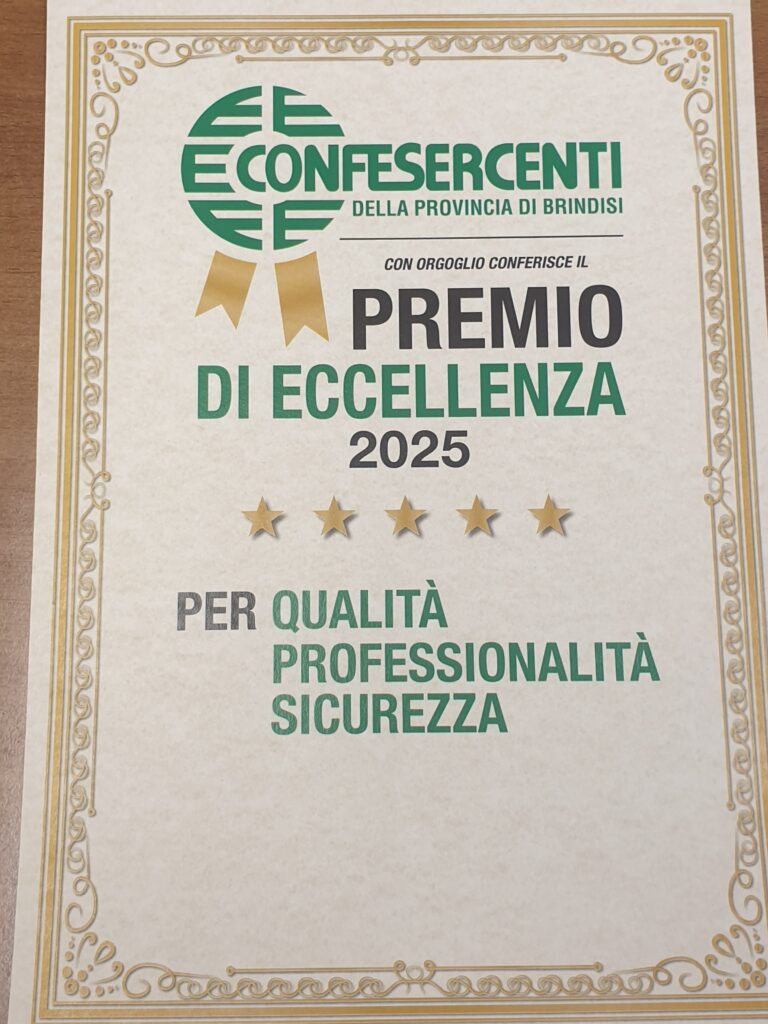 CONFESERCENTI
DELLA PROVINCIA DI BRINDISI
CON ORGOGLIO CONFERISCE IL
PREMIO
DI ECCELLENZA
2025
PER QUALITÀ
PROFESSIONALITÀ
SICUREZZA